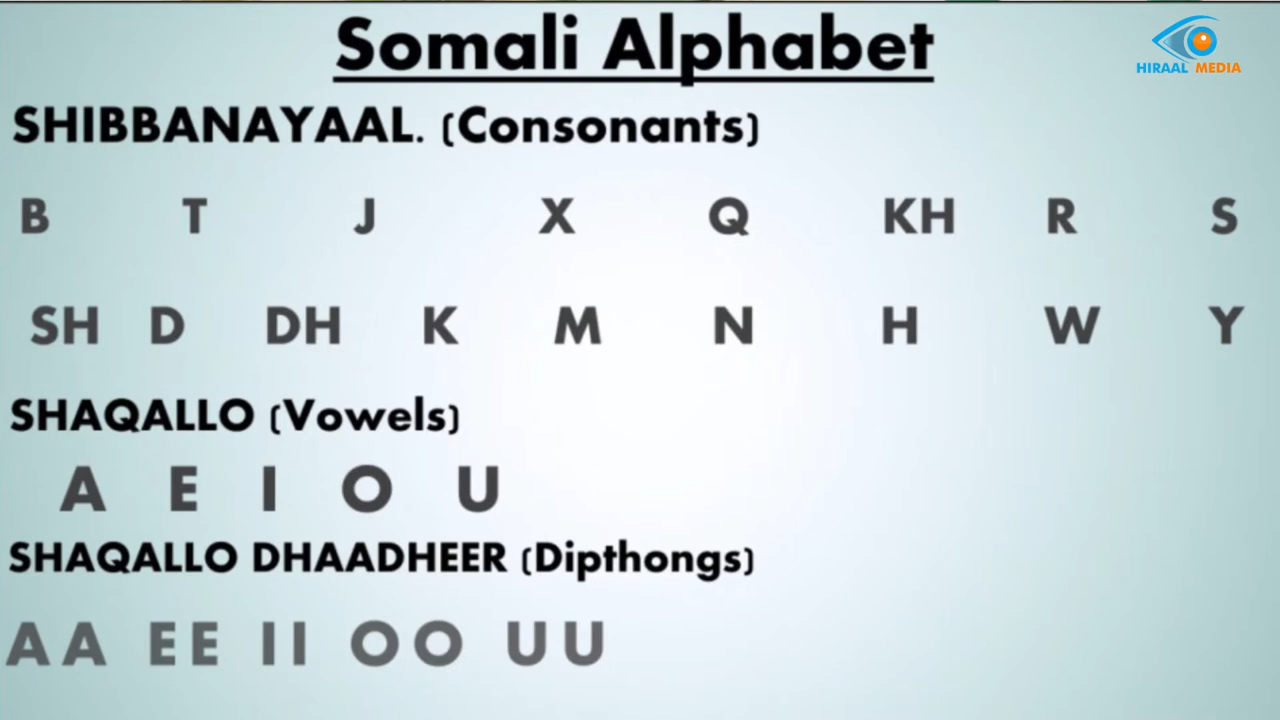 Somali Alphabet
HIRAAL MEDIA
SHIBBANAYAAL. (Consonants)
B T J X Q KH R S
SH D DH K M N H W Y
SHAQALLO (Vowels)
A E I O U
SHAQALLO DHAADHEER (Dipthongs)
AA EE II OO UU